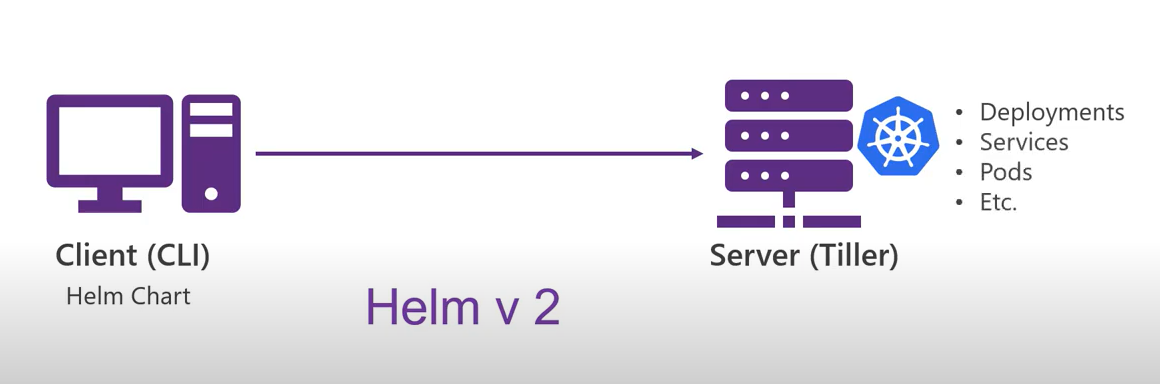 • Deployments
• Services
• Pods
• Etc.
Client (CLI)
Server (Tiller)
Helm Chart
Helm v 2